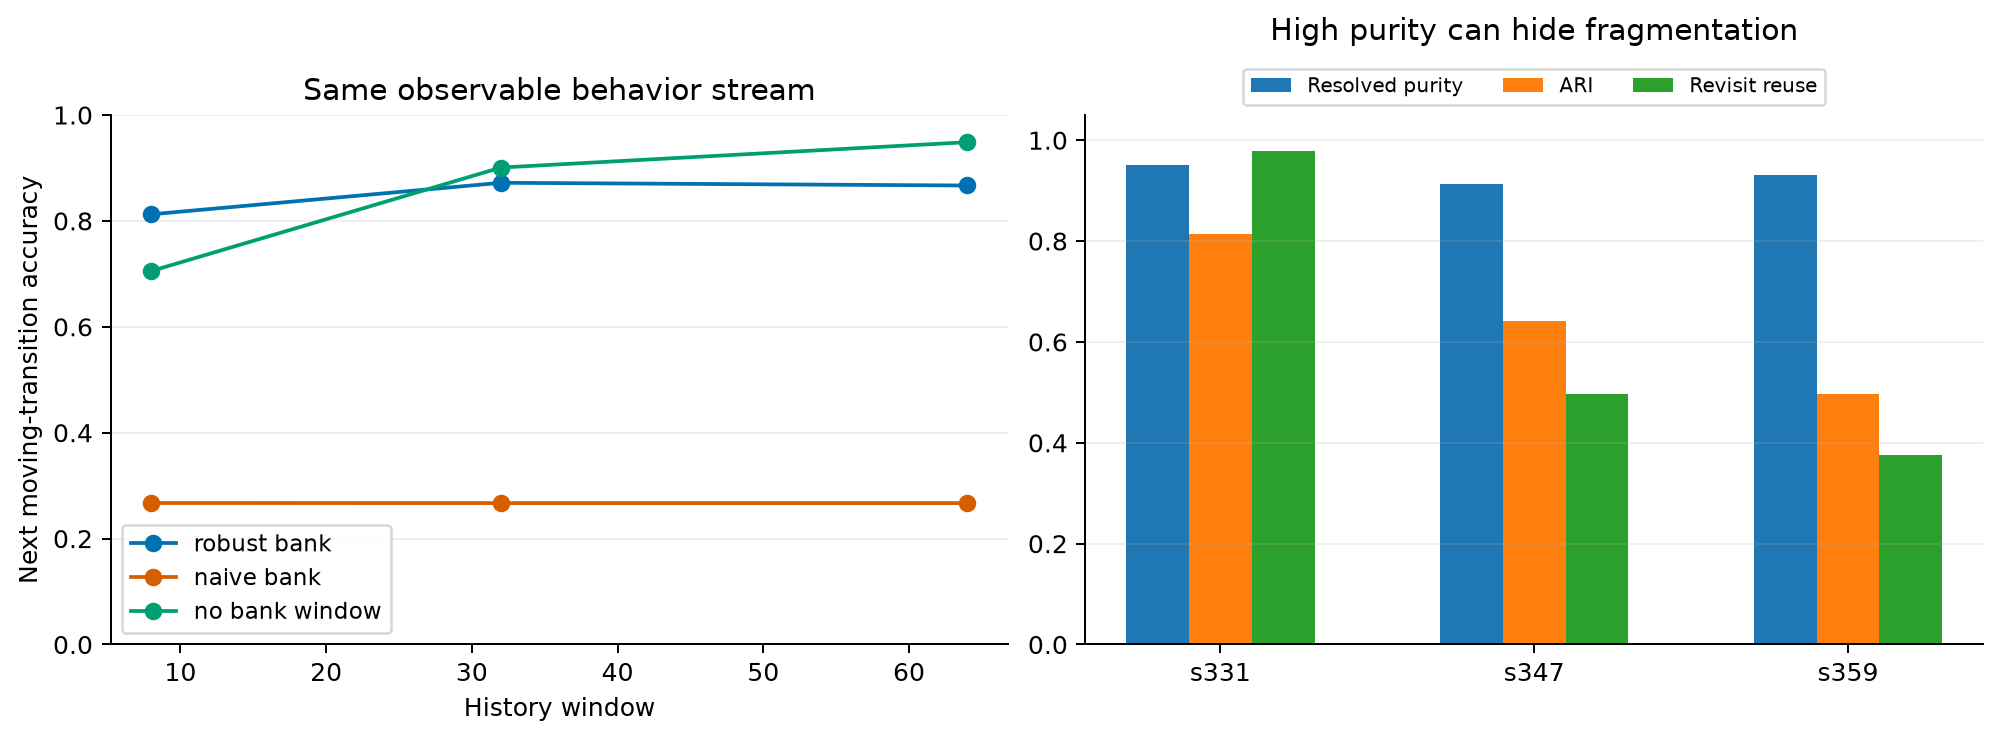 Same observable behavior stream
Next moving-transition accuracy
1.0
0.8
0.6
0.4
0.2
0.0
robust bank
naive bank
no bank window
10 20 30 40 50 60
History window
High purity can hide fragmentation
Resolved purity ARI Revisit reuse
1.0
0.8
0.6
0.4
0.2
0.0
s331 s347 s359